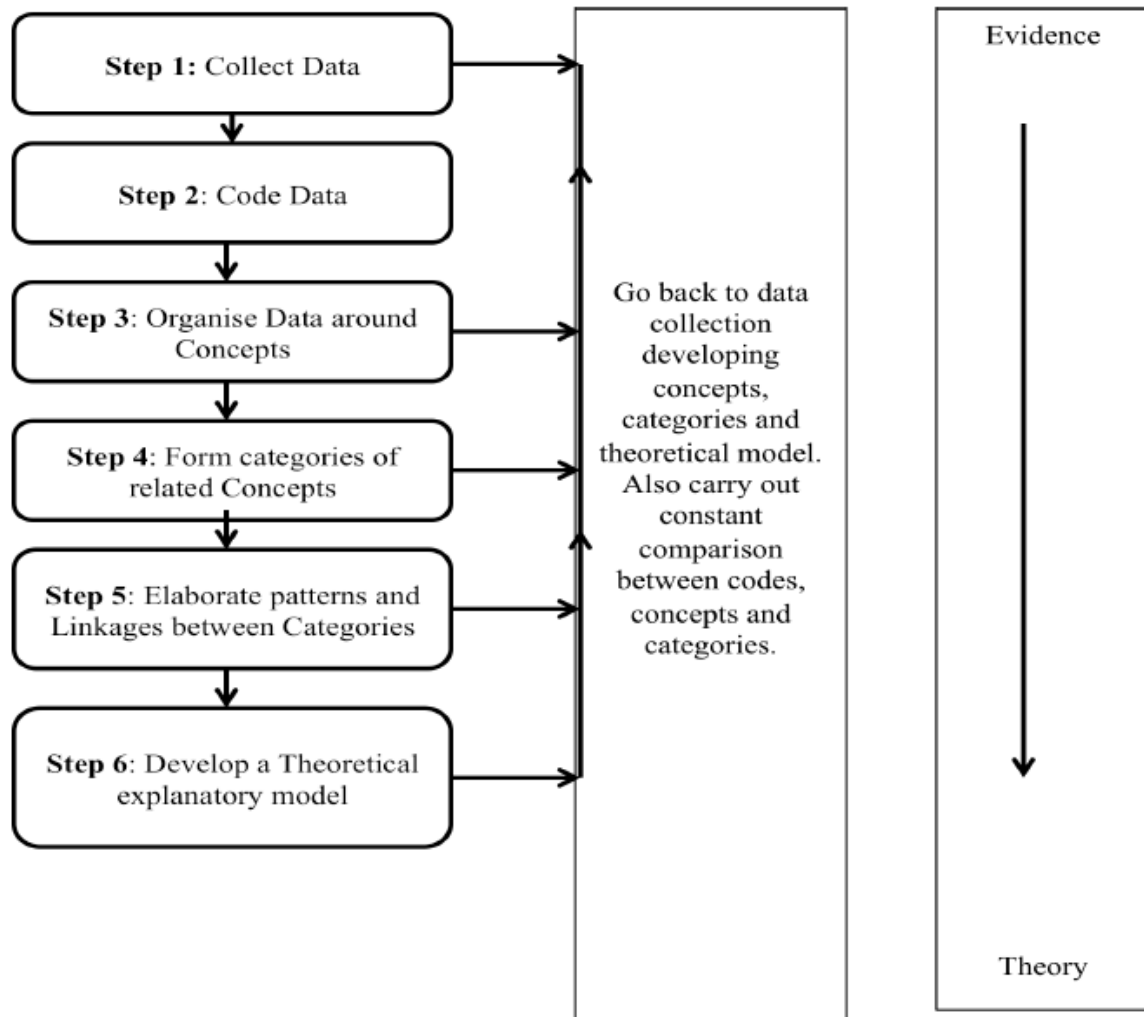 Step 1: Collect Data
Step 2: Code Data
Step 3: Organise Data around
Concepts
Step 4: Form categories of
related Concepts
Step 5: Elaborate patterns and
Linkages between Categories
Step 6: Develop a Theoretical
explanatory model
Go back to data
collection
developing
concepts,
categories and
theoretical model.
Also carry out
constant
comparison
between codes,
concepts and
categories.
Evidence
Theory